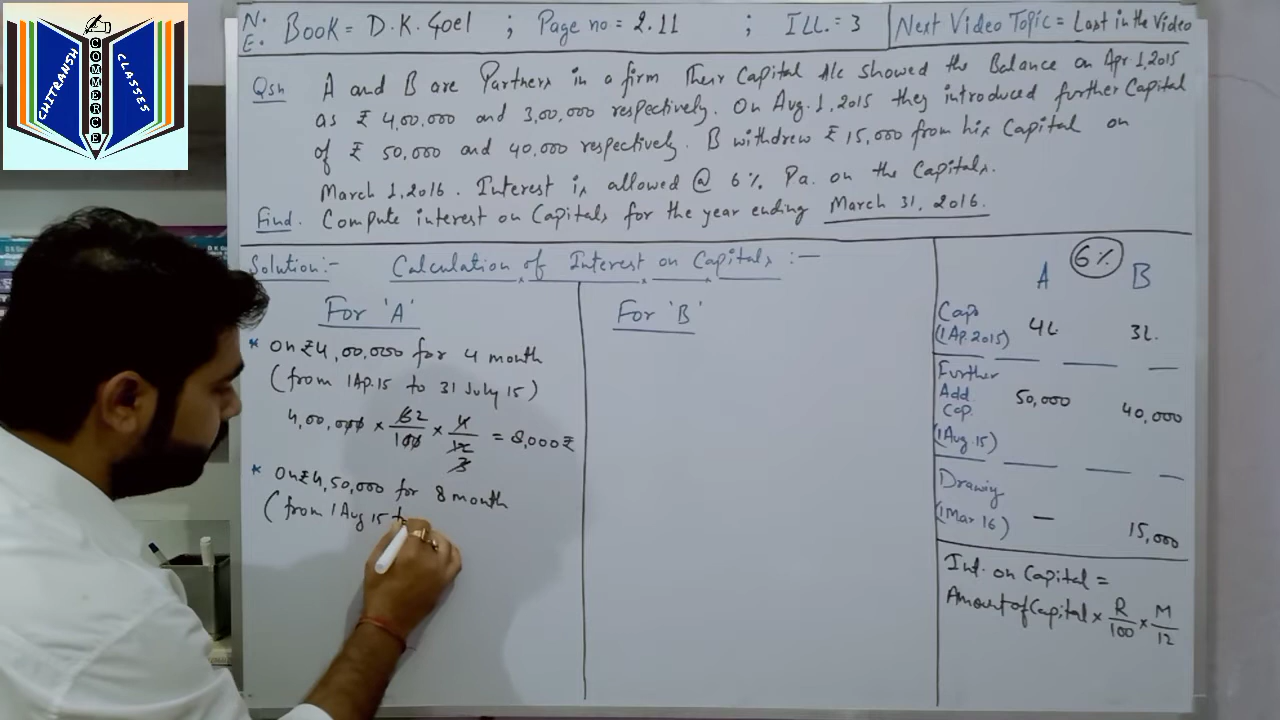 CHITRANSH
COMMERCE
CLASSES
N.E. Book = D.K. Goel ; Page no = 2.11 ; ILL. = 3
Next Video Topic = Last in the Video
Qsn A and B are Partners in a firm Their Capital A/c showed the Balance on Apr 1, 2015
as ₹ 4,00,000 and 3,00,000 respectively. On Aug. 1, 2015 they introduced further Capital
of ₹ 50,000 and 40,000 respectively. B withdrew ₹ 15,000 from his Capital on
March 1, 2016. Interest is allowed @ 6% Pa. on the Capitals.
Find. Compute interest on Capitals for the year ending March 31, 2016.
Solution:- Calculation of Interest on Capitals :—
For 'A'
* On ₹4,00,000 for 4 month
(from 1Ap.15 to 31 July 15)
4,00,000 × 6 2/100 × 4/12 3 = 8,000₹
* On ₹4,50,000 for 8 month
(from 1 Aug 15 to
For 'B'
6%
A B
Cap. (1 Ap. 2015) 4L 3L.
Further Add. Cap. (1 Aug. 15) 50,000 40,000
Drawing (1 Mar 16) — 15,000
Int. on Capital =
Amount of Capital × R/100 × M/12